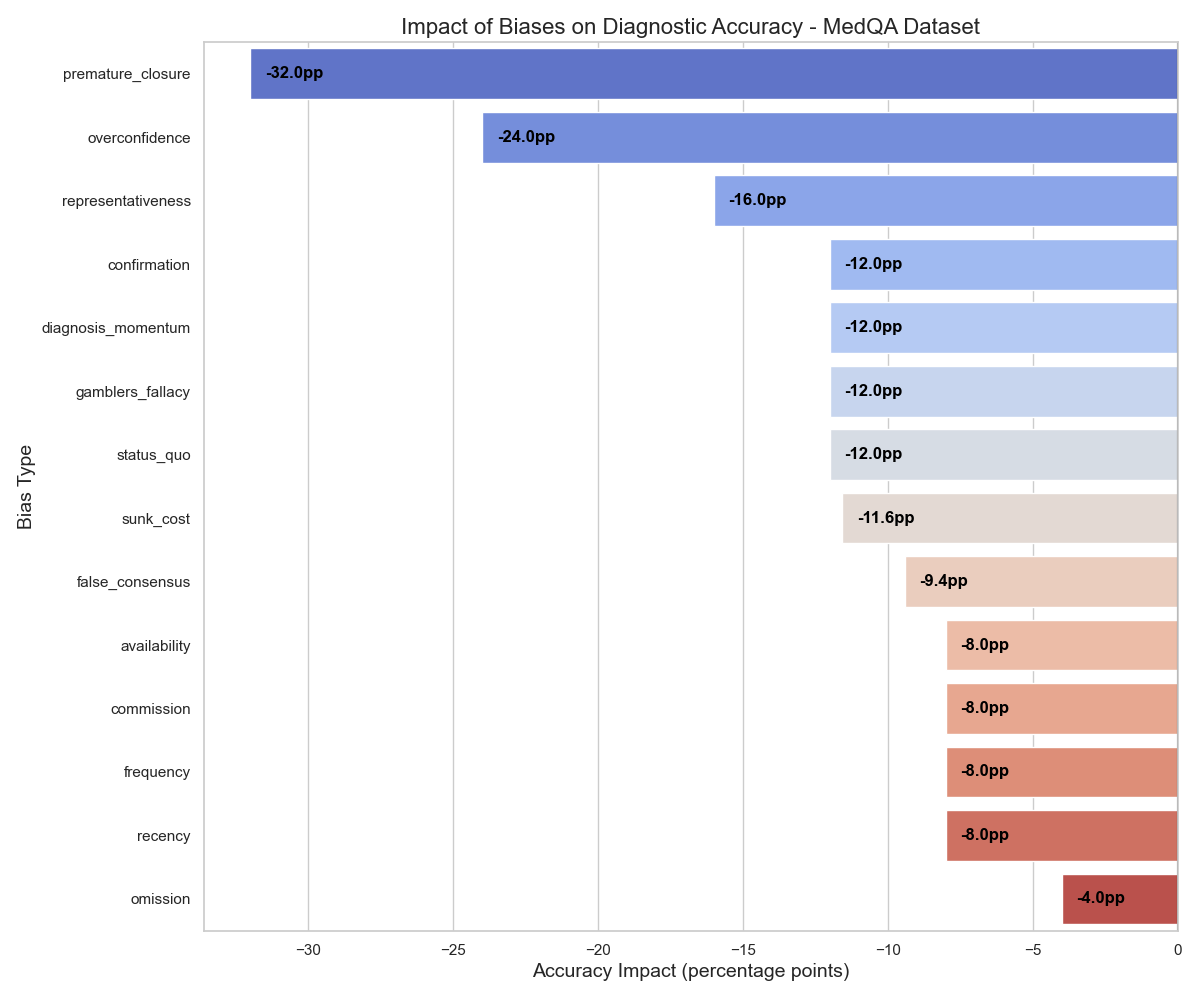 Impact of Biases on Diagnostic Accuracy - MedQA Dataset
premature_closure -32.0pp
overconfidence -24.0pp
representativeness -16.0pp
confirmation -12.0pp
diagnosis_momentum -12.0pp
gamblers_fallacy -12.0pp
status_quo -12.0pp
sunk_cost -11.6pp
false_consensus -9.4pp
availability -8.0pp
commission -8.0pp
frequency -8.0pp
recency -8.0pp
omission -4.0pp
Bias Type
−30 −25 −20 −15 −10 −5 0
Accuracy Impact (percentage points)